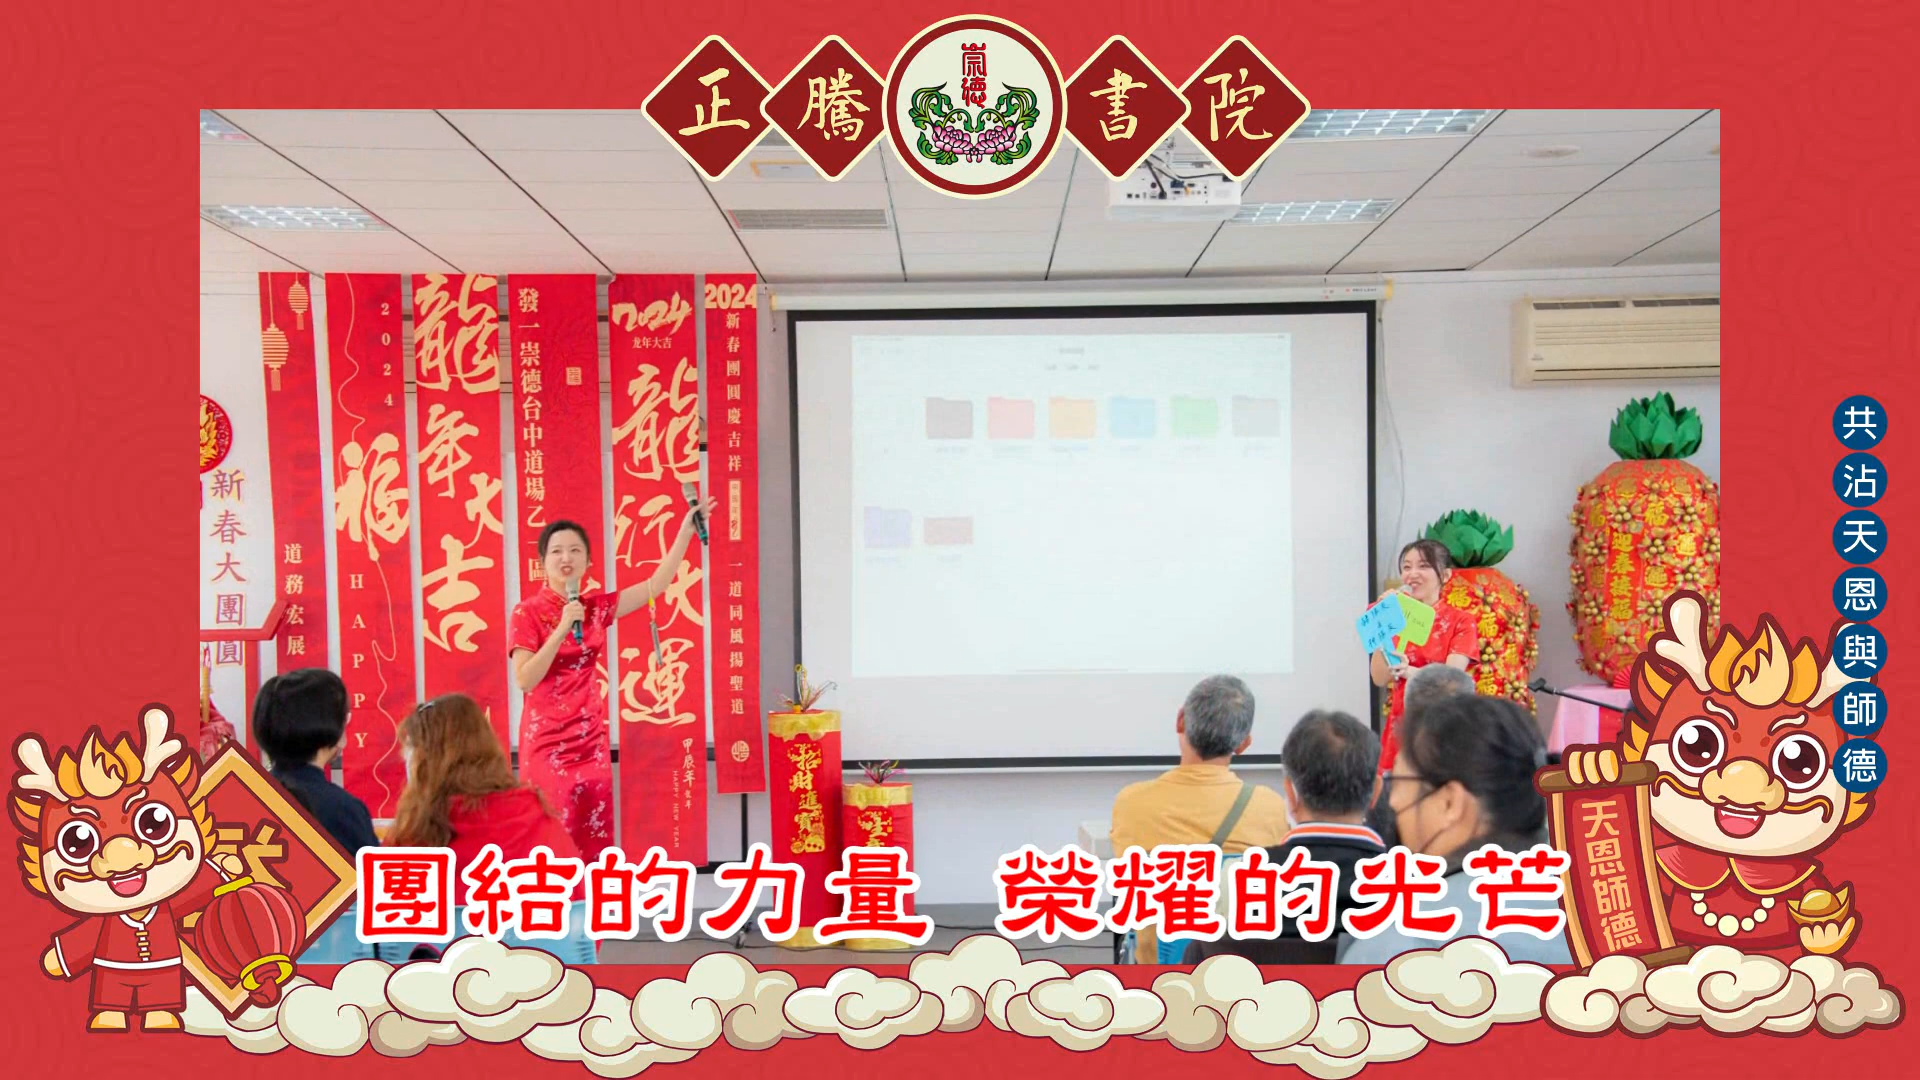 正騰書院
崇德
共沾天恩與師德
新春大團圓
道務宏展
2024
福
HAPPY
龍年大吉
發一崇德台中道場乙一區
2024
龙年大吉
龍行大運
甲辰年
HAPPY NEW YEAR
2024
新春團圓慶吉祥
一道同風揚聖道
招財進寶
福
迎春接福
福
福
天恩師德
團結的力量 榮耀的光芒